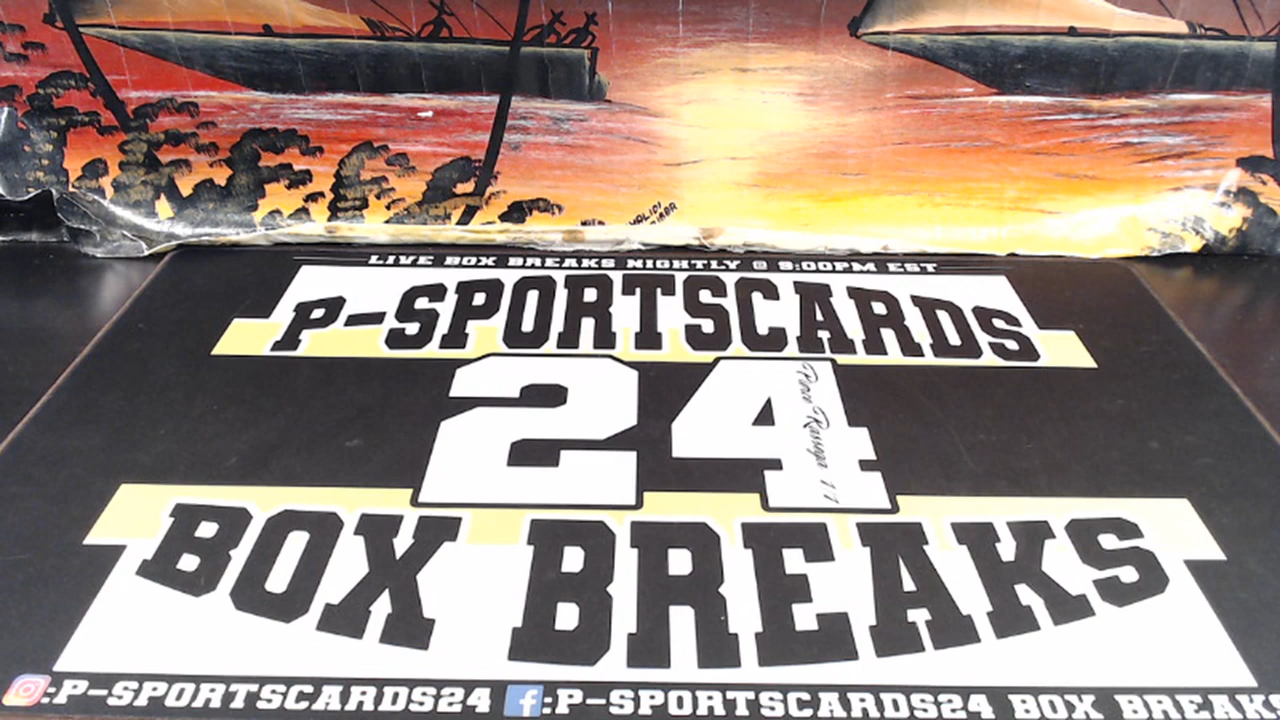 LIVE BOX BREAKS NIGHTLY @ 9:00PM EST
P-SPORTSCARDS
24
BOX BREAKS
:P-SPORTSCARDS24 :P-SPORTSCARDS24 BOX BREAKS